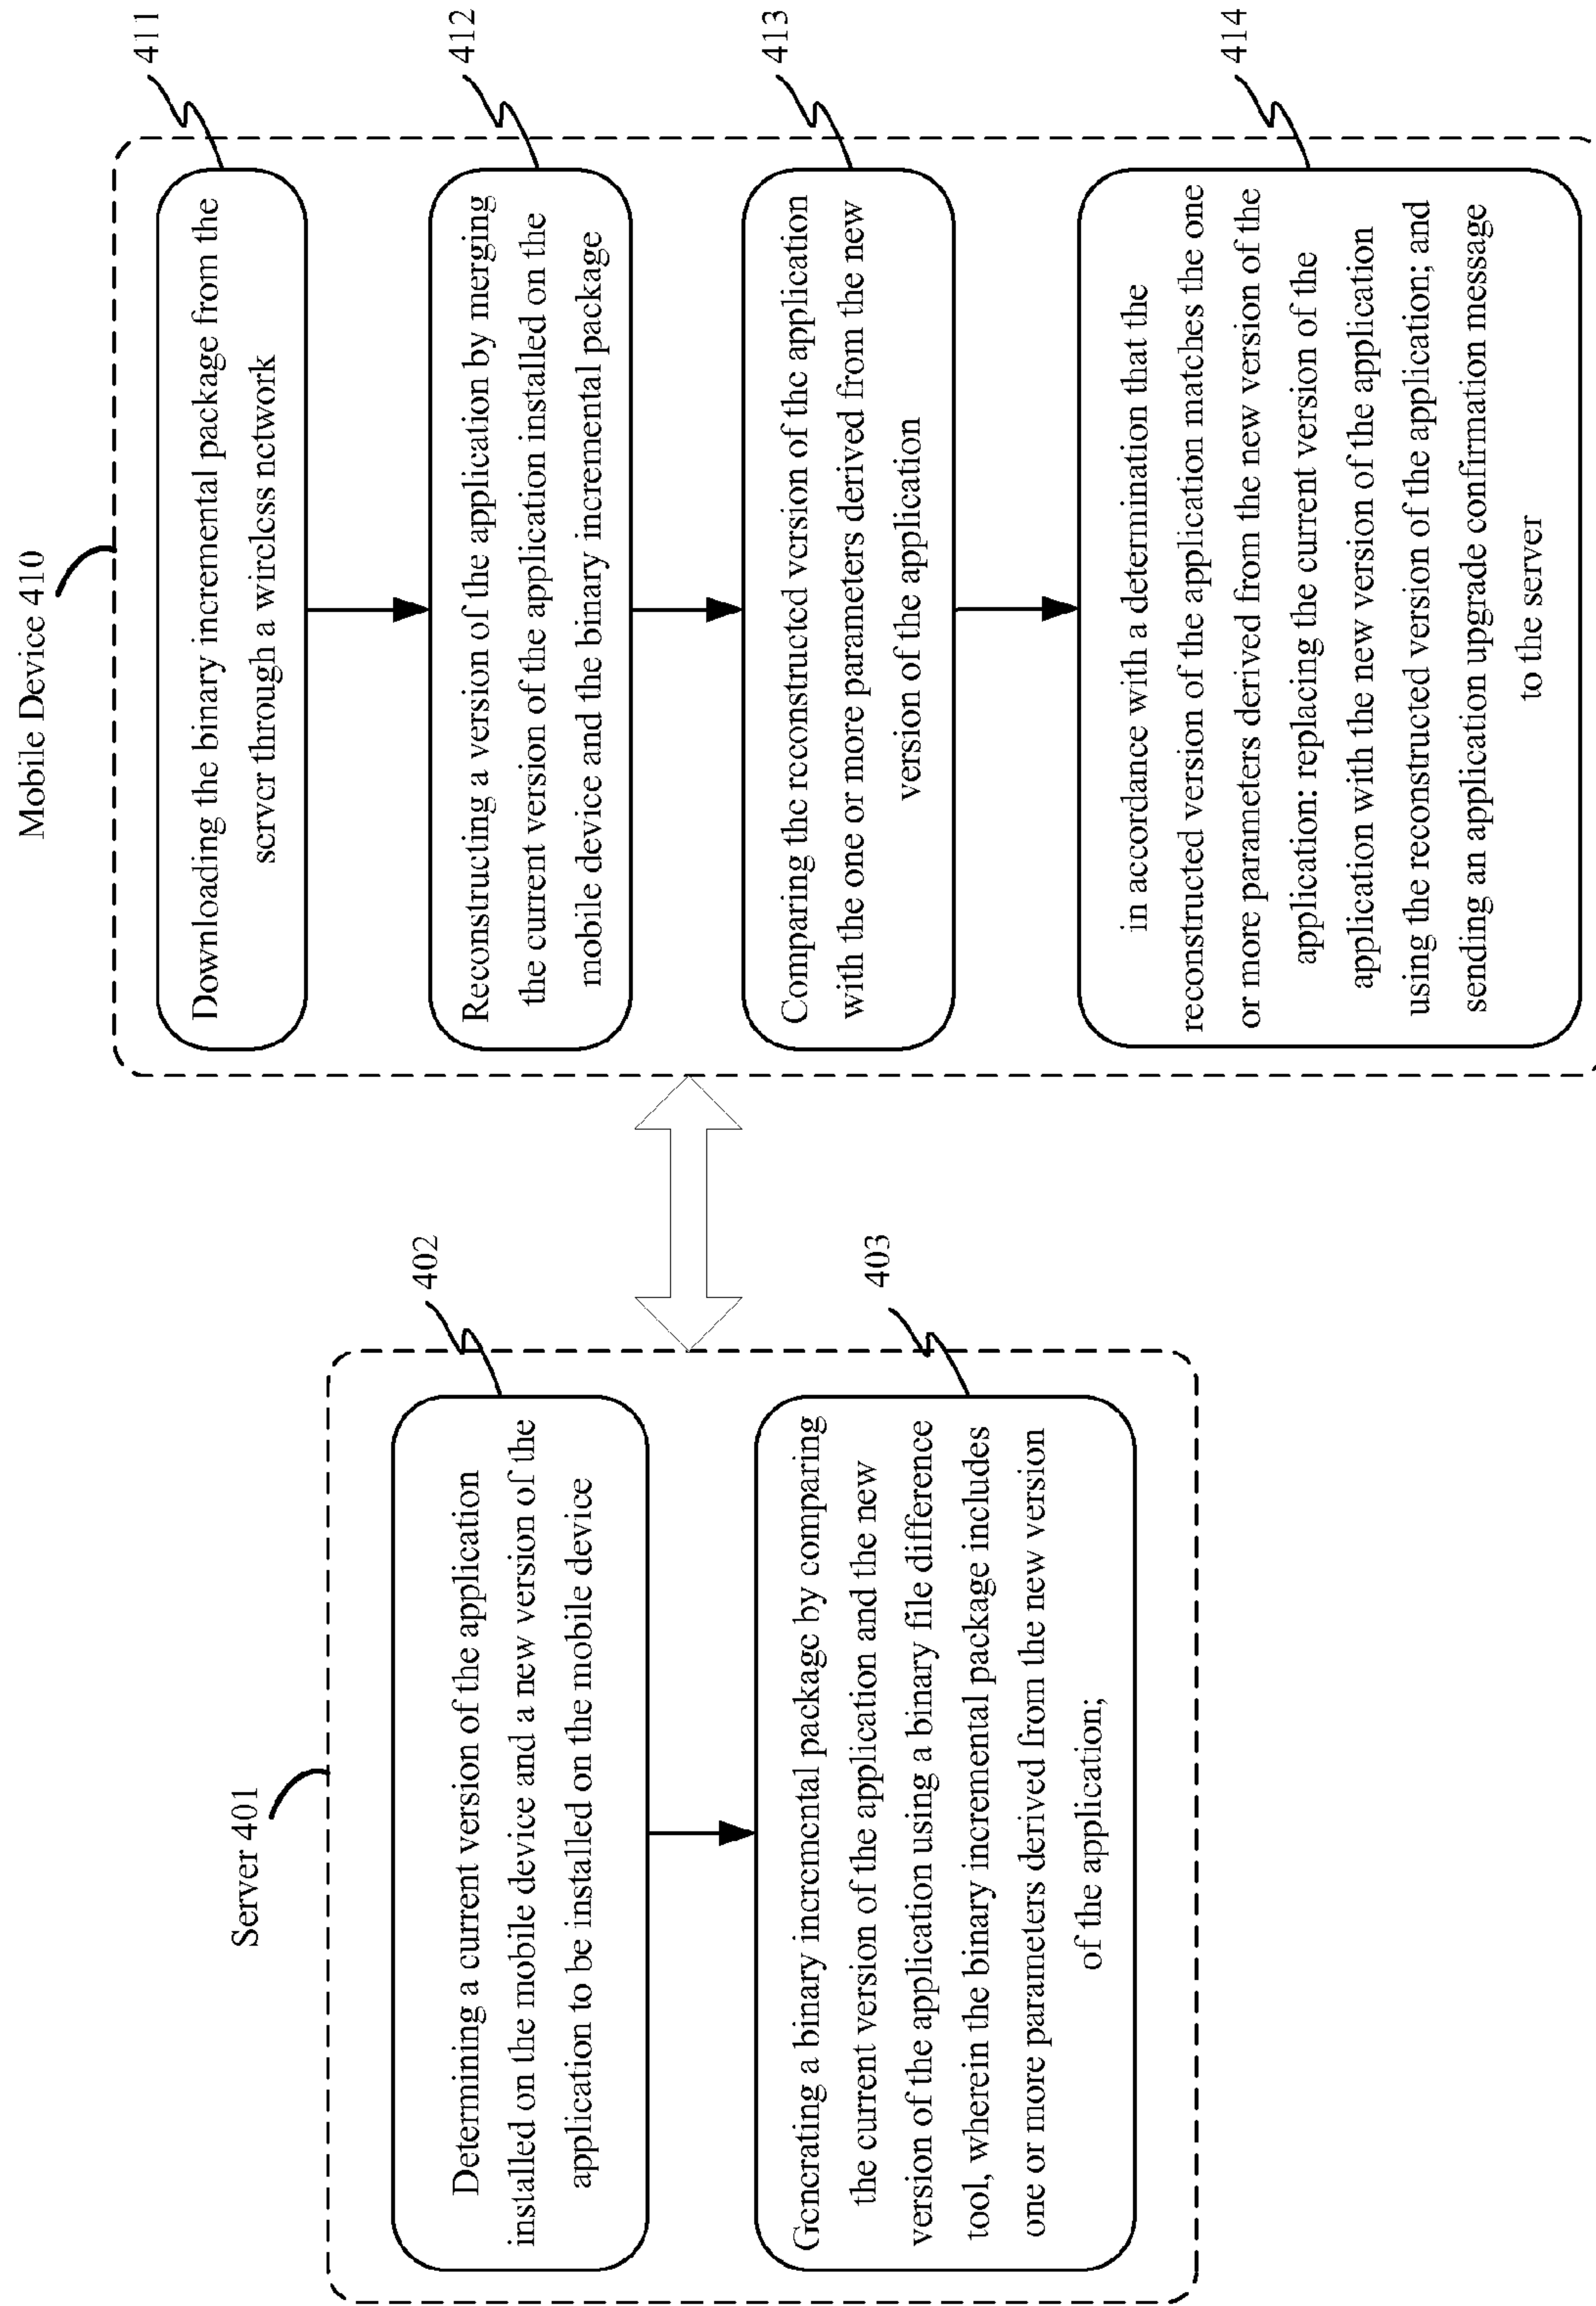 Server 401
402
Determining a current version of the application
installed on the mobile device and a new version of the
application to be installed on the mobile device
403
Generating a binary incremental package by comparing
the current version of the application and the new
version of the application using a binary file difference
tool, wherein the binary incremental package includes
one or more parameters derived from the new version
of the application;
Mobile Device 410
411
Downloading the binary incremental package from the
server through a wireless network
412
Reconstructing a version of the application by merging
the current version of the application installed on the
mobile device and the binary incremental package
413
Comparing the reconstructed version of the application
with the one or more parameters derived from the new
version of the application
414
in accordance with a determination that the
reconstructed version of the application matches the one
or more parameters derived from the new version of the
application: replacing the current version of the
application with the new version of the application
using the reconstructed version of the application; and
sending an application upgrade confirmation message
to the server